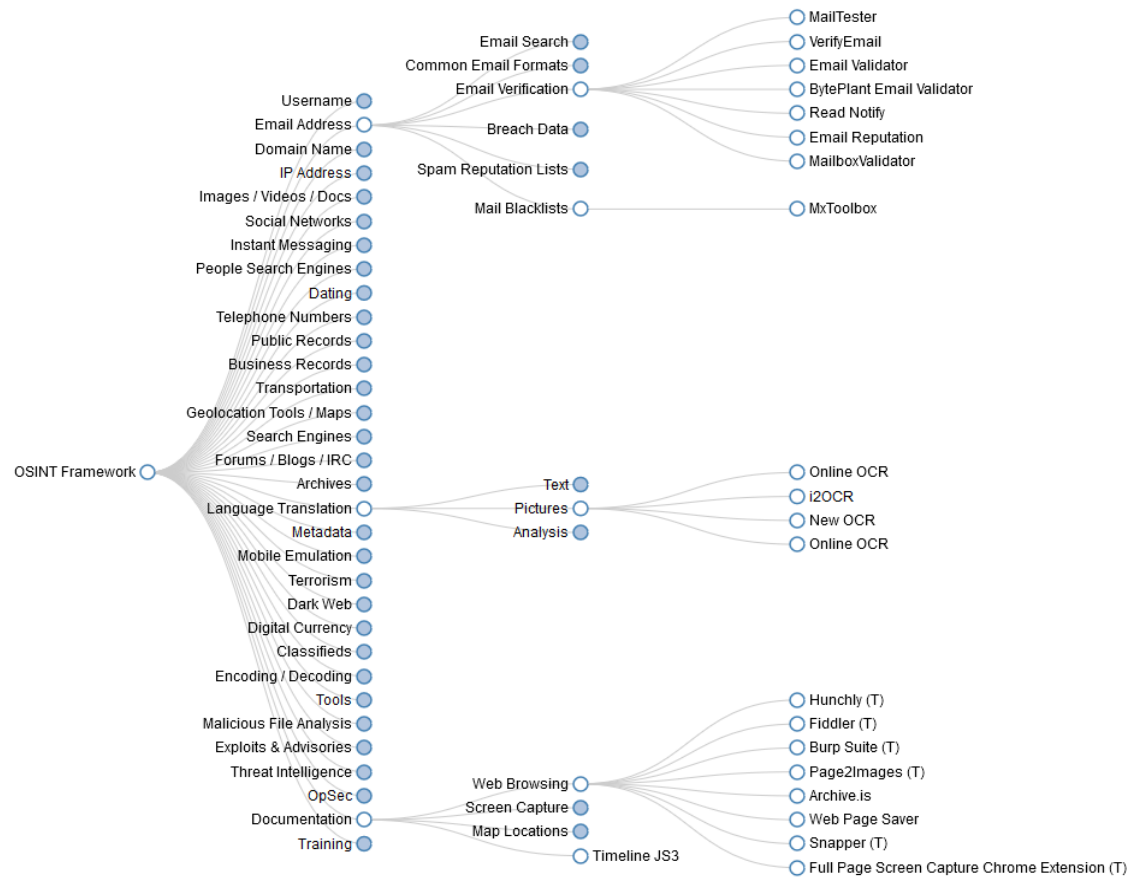 OSINT Framework
Username
Email Address
Domain Name
IP Address
Images / Videos / Docs
Social Networks
Instant Messaging
People Search Engines
Dating
Telephone Numbers
Public Records
Business Records
Transportation
Geolocation Tools / Maps
Search Engines
Forums / Blogs / IRC
Archives
Language Translation
Metadata
Mobile Emulation
Terrorism
Dark Web
Digital Currency
Classifieds
Encoding / Decoding
Tools
Malicious File Analysis
Exploits & Advisories
Threat Intelligence
OpSec
Documentation
Training
Email Search
Common Email Formats
Email Verification
Breach Data
Spam Reputation Lists
Mail Blacklists
MailTester
VerifyEmail
Email Validator
BytePlant Email Validator
Read Notify
Email Reputation
MailboxValidator
MxToolbox
Text
Pictures
Analysis
Online OCR
i2OCR
New OCR
Online OCR
Web Browsing
Screen Capture
Map Locations
Timeline JS3
Hunchly (T)
Fiddler (T)
Burp Suite (T)
Page2Images (T)
Archive.is
Web Page Saver
Snapper (T)
Full Page Screen Capture Chrome Extension (T)